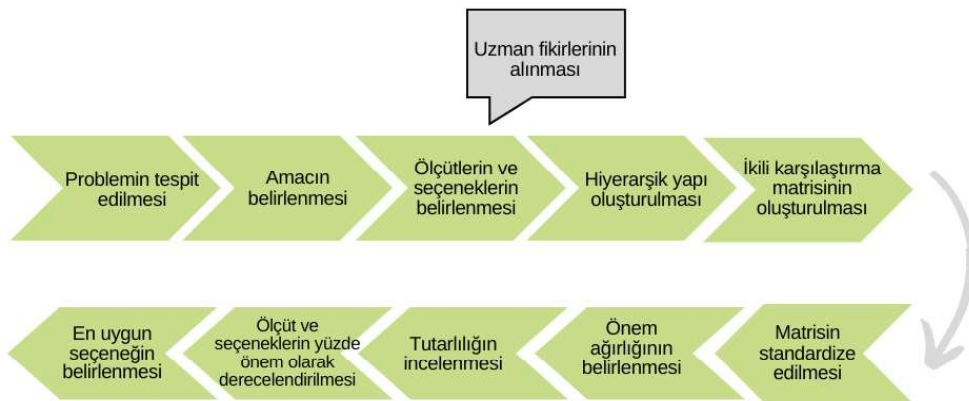 Uzman fikirlerinin
alınması
Problemin tespit
edilmesi
Amacın
belirlenmesi
Ölçütlerin ve
seçeneklerin
belirlenmesi
Hiyerarşik yapı
oluşturulması
İkili karşılaştırma
matrisinin
oluşturulması
Matrisin
standardize
edilmesi
Önem
ağırlığının
belirlenmesi
Tutarlılığın
incelenmesi
Ölçüt ve
seçeneklerin yüzde
önem olarak
derecelendirilmesi
En uygun
seçeneğin
belirlenmesi